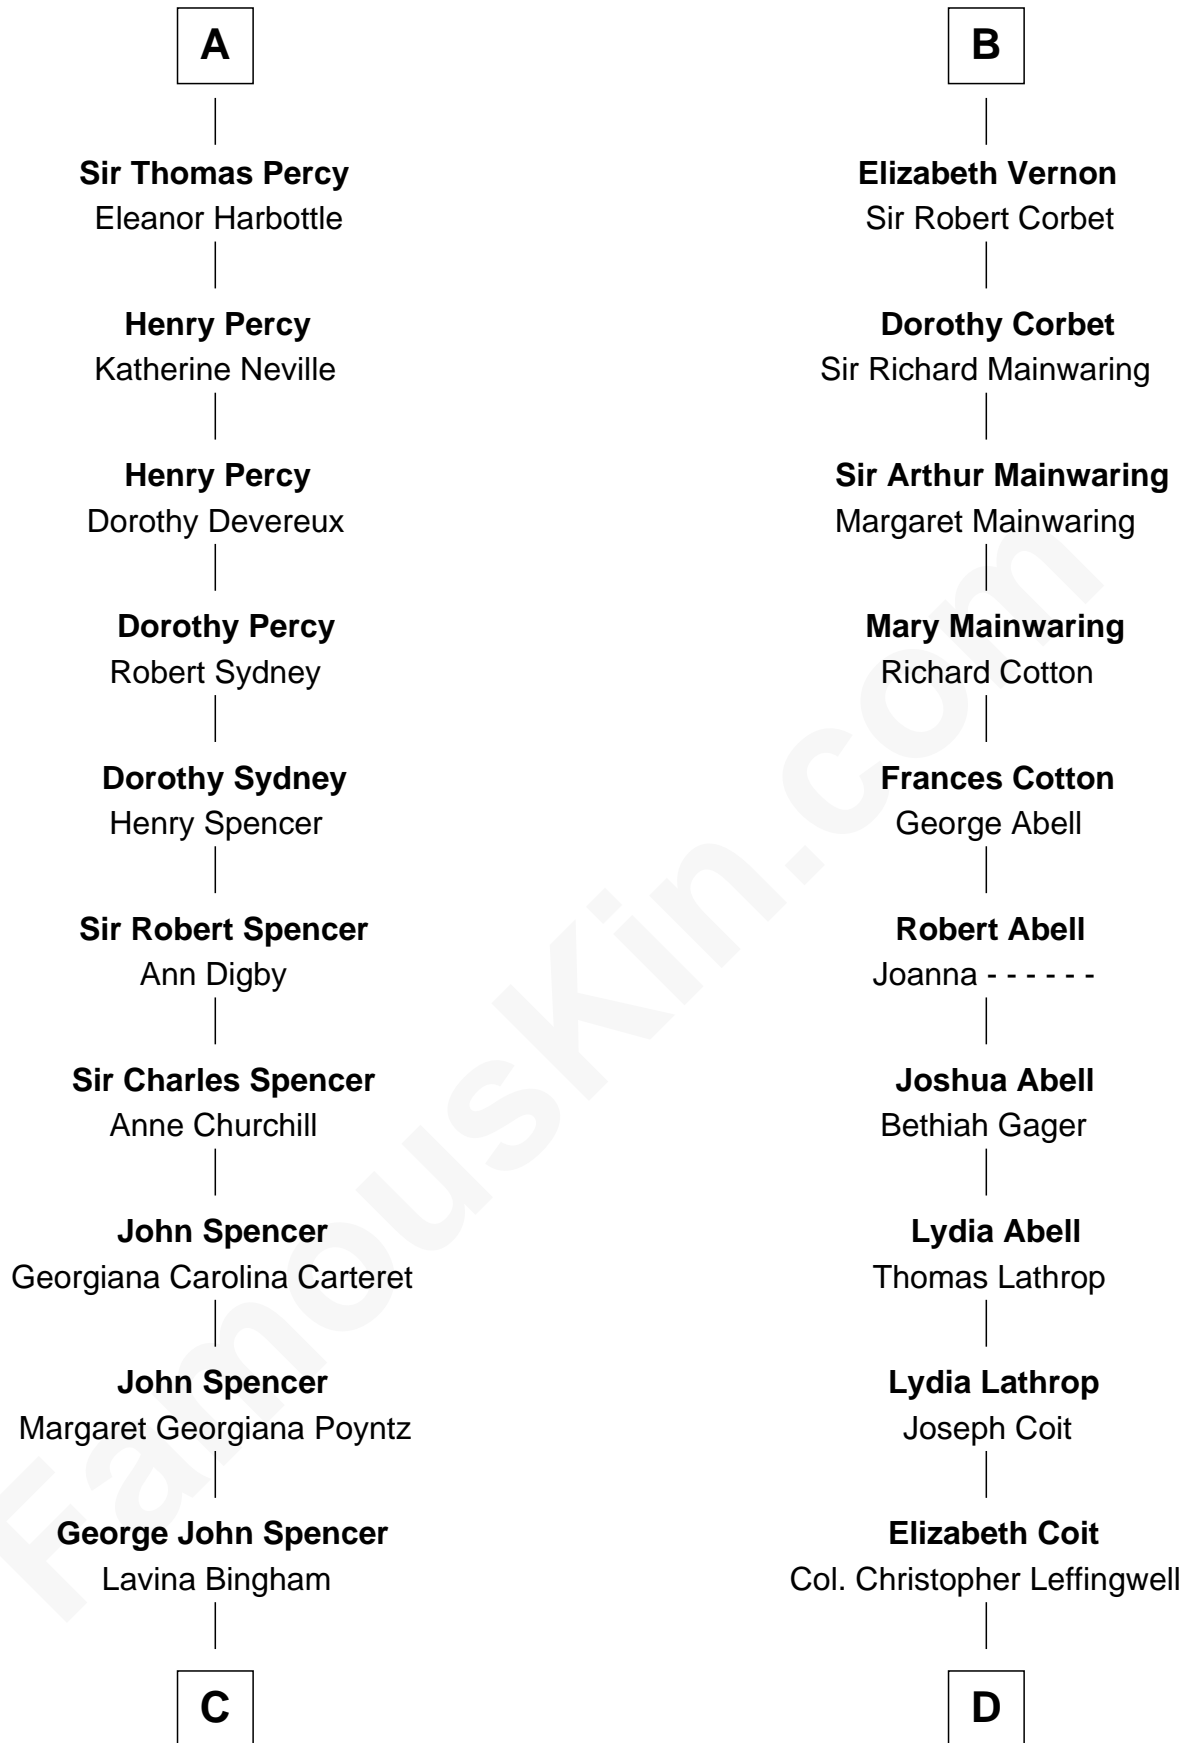 A
Sir Thomas Percy
Eleanor Harbottle
Henry Percy
Katherine Neville
Henry Percy
Dorothy Devereux
Dorothy Percy
Robert Sydney
Dorothy Sydney
Henry Spencer
Sir Robert Spencer
Ann Digby
Sir Charles Spencer
Anne Churchill
John Spencer
Georgiana Carolina Carteret
John Spencer
Margaret Georgiana Poyntz
George John Spencer
Lavina Bingham
C
B
Elizabeth Vernon
Sir Robert Corbet
Dorothy Corbet
Sir Richard Mainwaring
Sir Arthur Mainwaring
Margaret Mainwaring
Mary Mainwaring
Richard Cotton
Frances Cotton
George Abell
Robert Abell
Joanna - - - - - -
Joshua Abell
Bethiah Gager
Lydia Abell
Thomas Lathrop
Lydia Lathrop
Joseph Coit
Elizabeth Coit
Col. Christopher Leffingwell
D
FamousKin.com